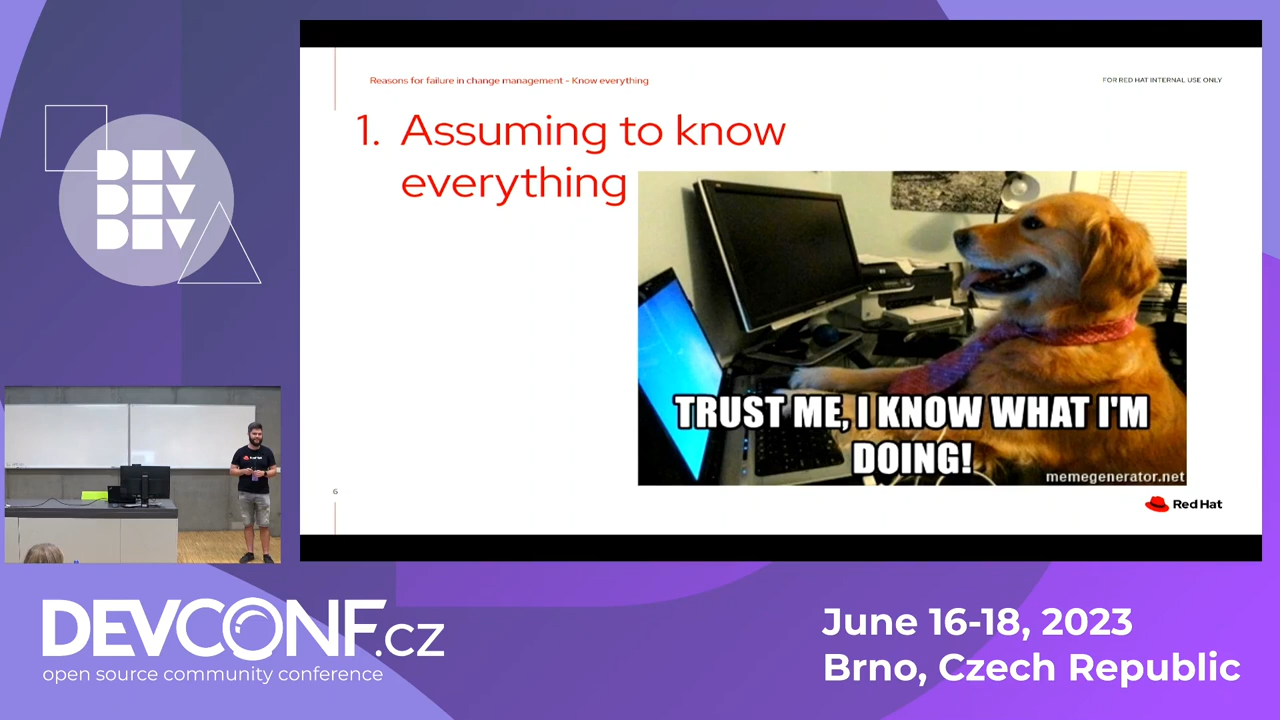 Reasons for failure in change management - Know everything
FOR RED HAT INTERNAL USE ONLY
1. Assuming to know
everything
TRUST ME, I KNOW WHAT I'M
DOING!
memegenerator.net
6
Red Hat
DEV
DEV
DEV
DEVCONF.cz
open source community conference
June 16-18, 2023
Brno, Czech Republic